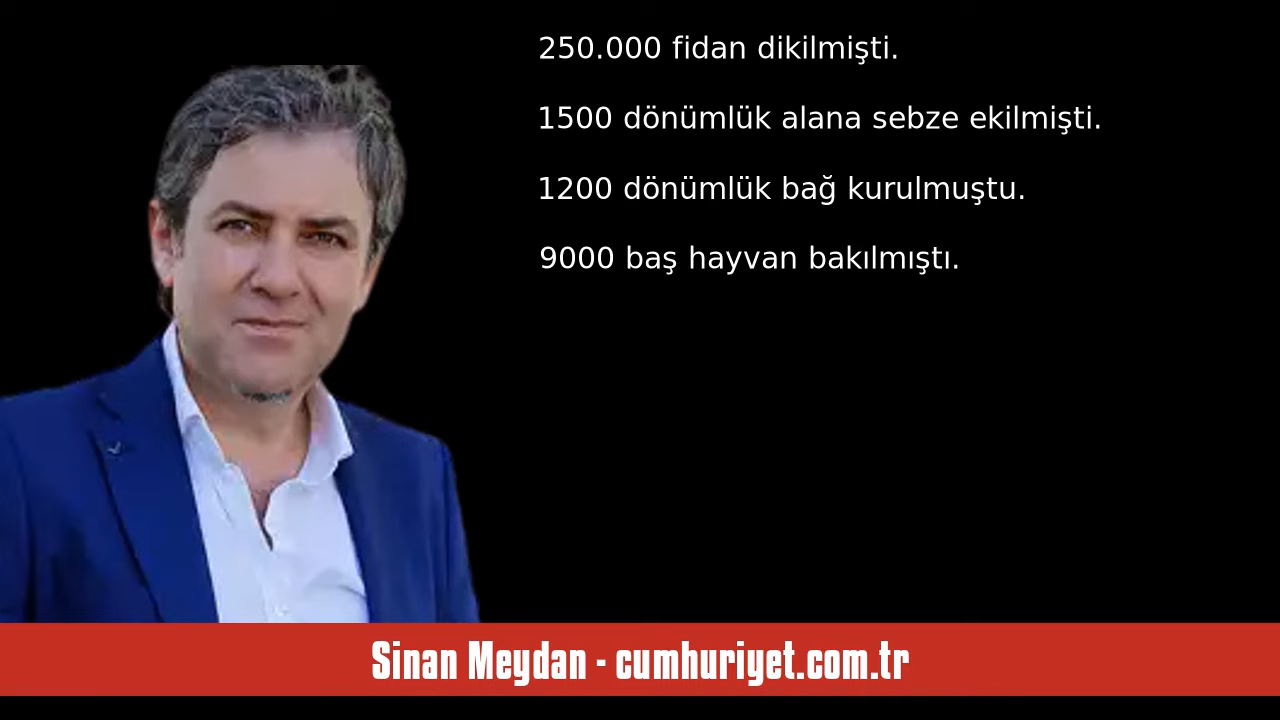 250.000 fidan dikilmişti.
1500 dönümlük alana sebze ekilmişti.
1200 dönümlük bağ kurulmuştu.
9000 baş hayvan bakılmıştı.
Sinan Meydan - cumhuriyet.com.tr